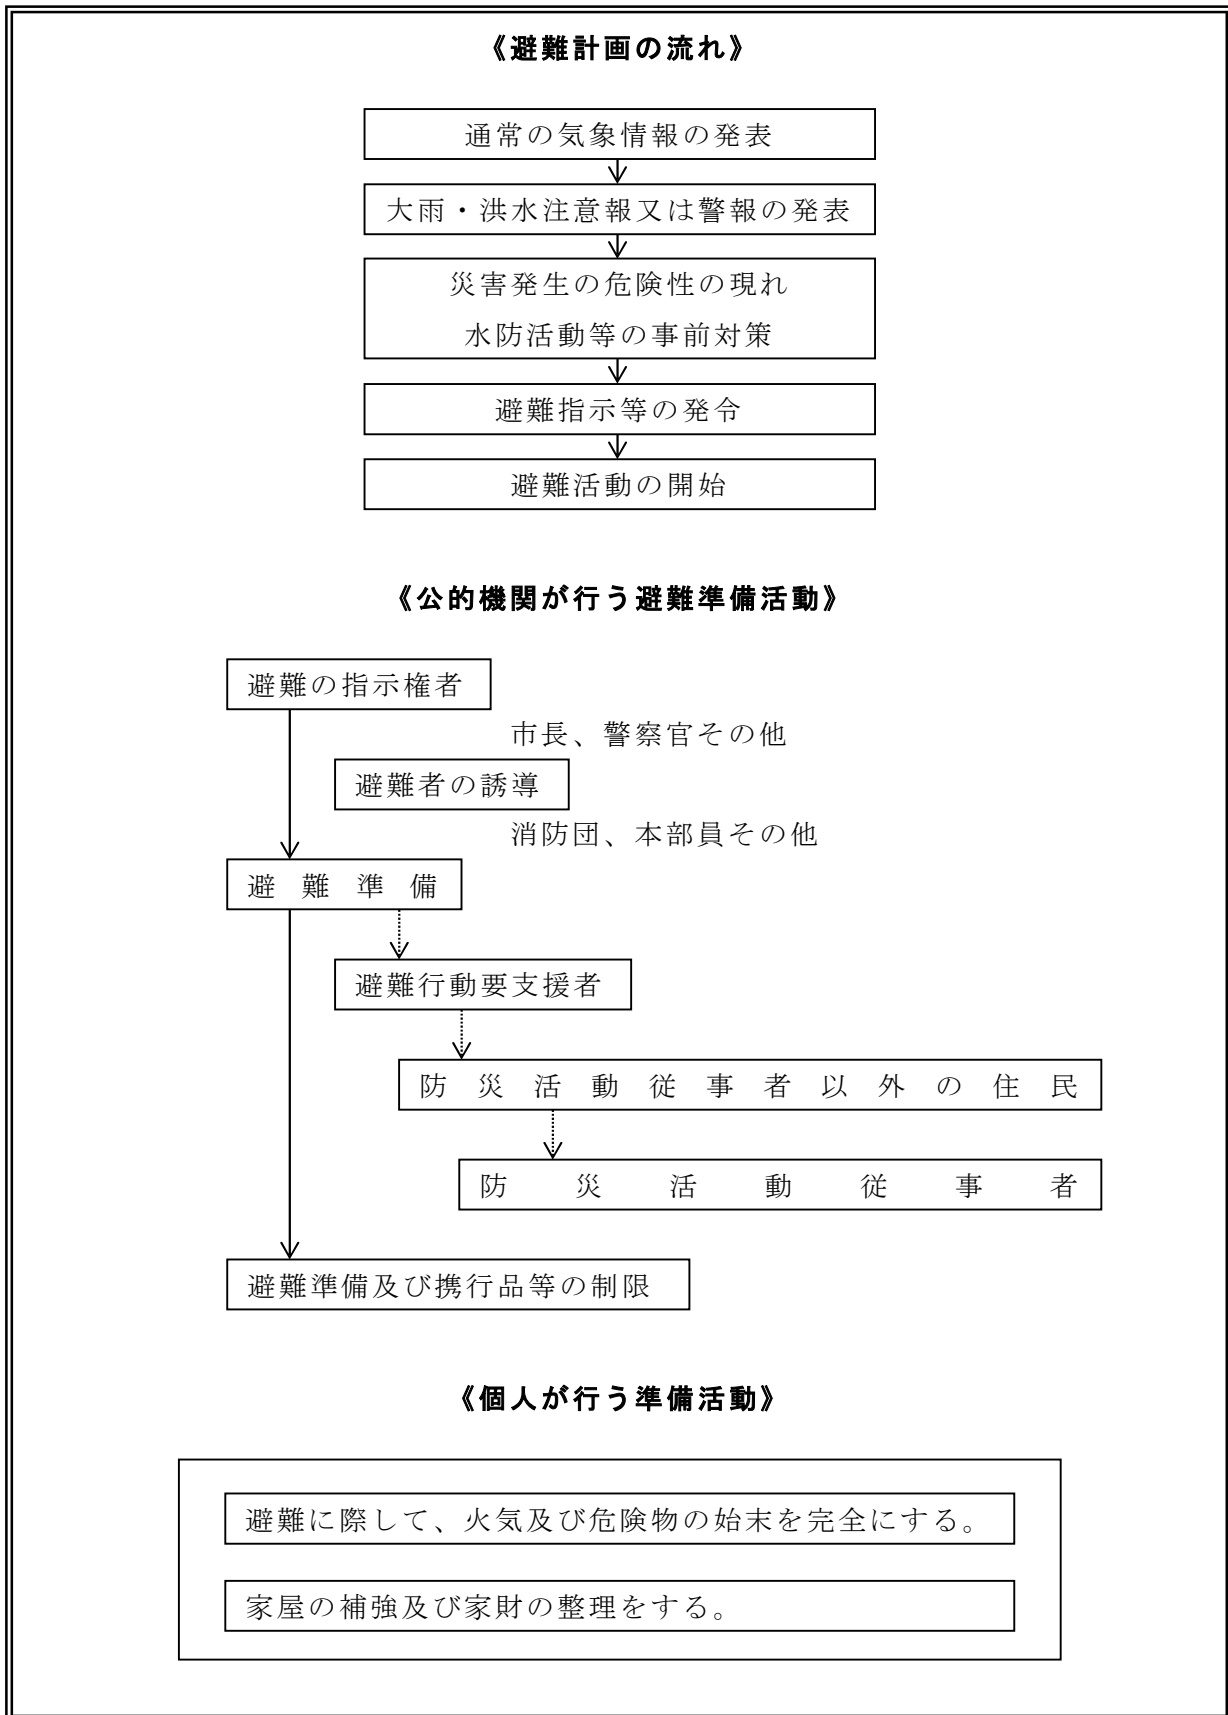 《避難計画の流れ》
通常の気象情報の発表
大雨・洪水注意報又は警報の発表
災害発生の危険性の現れ
水防活動等の事前対策
避難指示等の発令
避難活動の開始
《公的機関が行う避難準備活動》
避難の指示権者
市長、警察官その他
避難者の誘導
消防団、本部員その他
避難準備
避難行動要支援者
防災活動従事者以外の住民
防災活動従事者
避難準備及び携行品等の制限
《個人が行う準備活動》
避難に際して、火気及び危険物の始末を完全にする。
家屋の補強及び家財の整理をする。